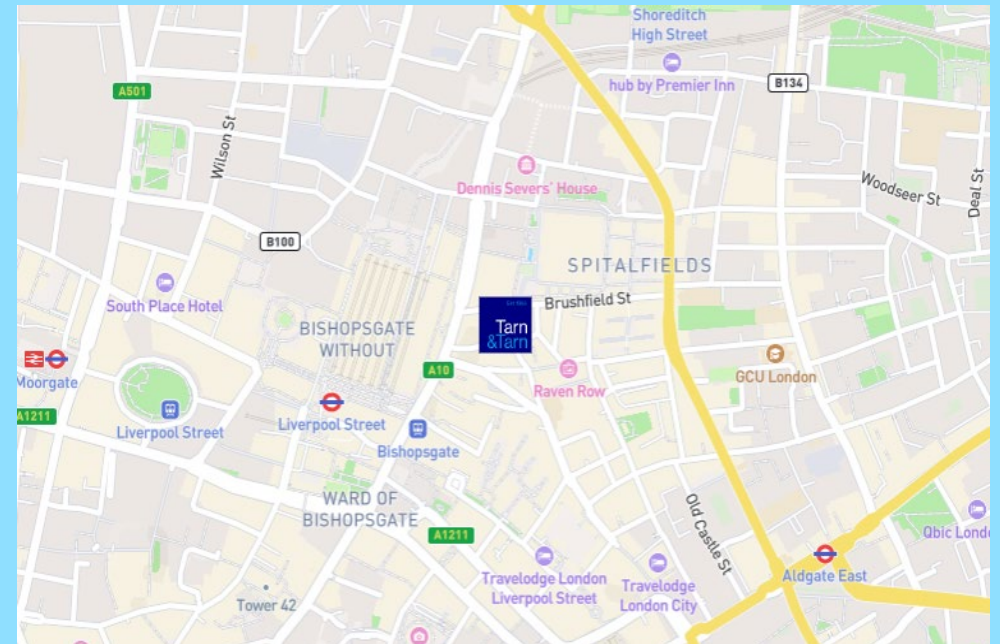 Shoreditch
High Street
hub by Premier Inn
B134
A501
Wilson St
Dennis Severs' House
Woodseer St
Deal St
B100
SPITALFIELDS
South Place Hotel
Brushfield St
Tarn
&Tarn
BISHOPSGATE
WITHOUT
Moorgate
A10
GCU London
Raven Row
A1211
Liverpool Street
Liverpool Street
Bishopsgate
WARD OF
BISHOPSGATE
A1211
Old Castle St
Qbic Lond
Travelodge London
Liverpool Street
Travelodge
London City
Aldgate East
Tower 42